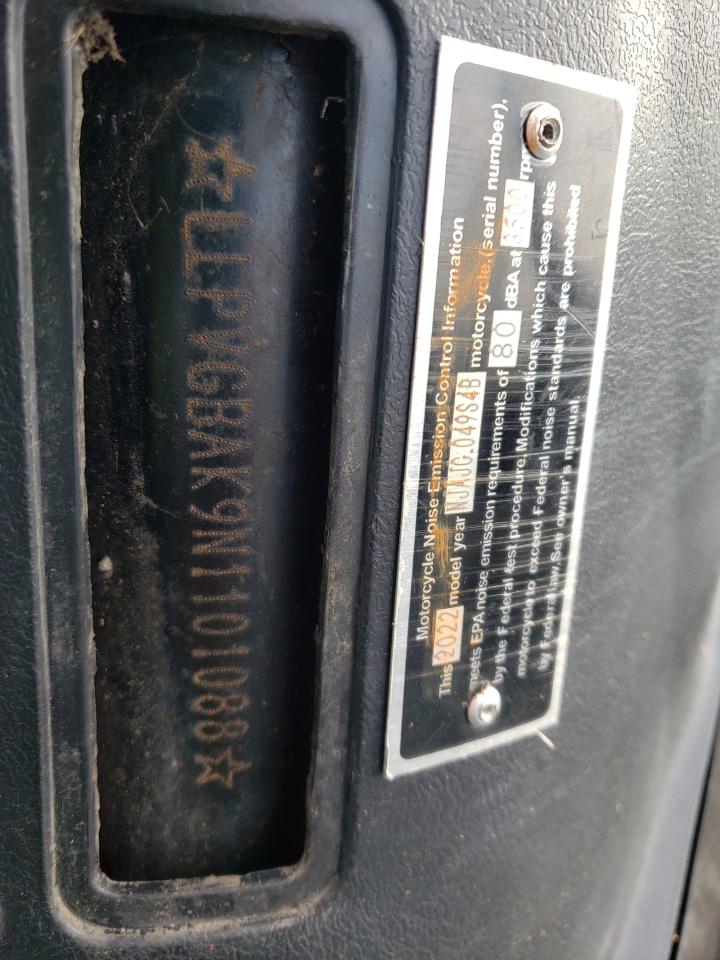 ☆LLPVGBAK9N1101088☆
Motorcycle Noise Emission Control Information
This 2022 model year NJAJG.049S4B motorcycle,(serial number),
meets EPA noise emission requirements of 80 dBA at 3500 rpm
by the Federal test procedure.Modifications which cause this
motorcycle to exceed Federal noise standards are prohibited
by Federal law. See owner's manual.